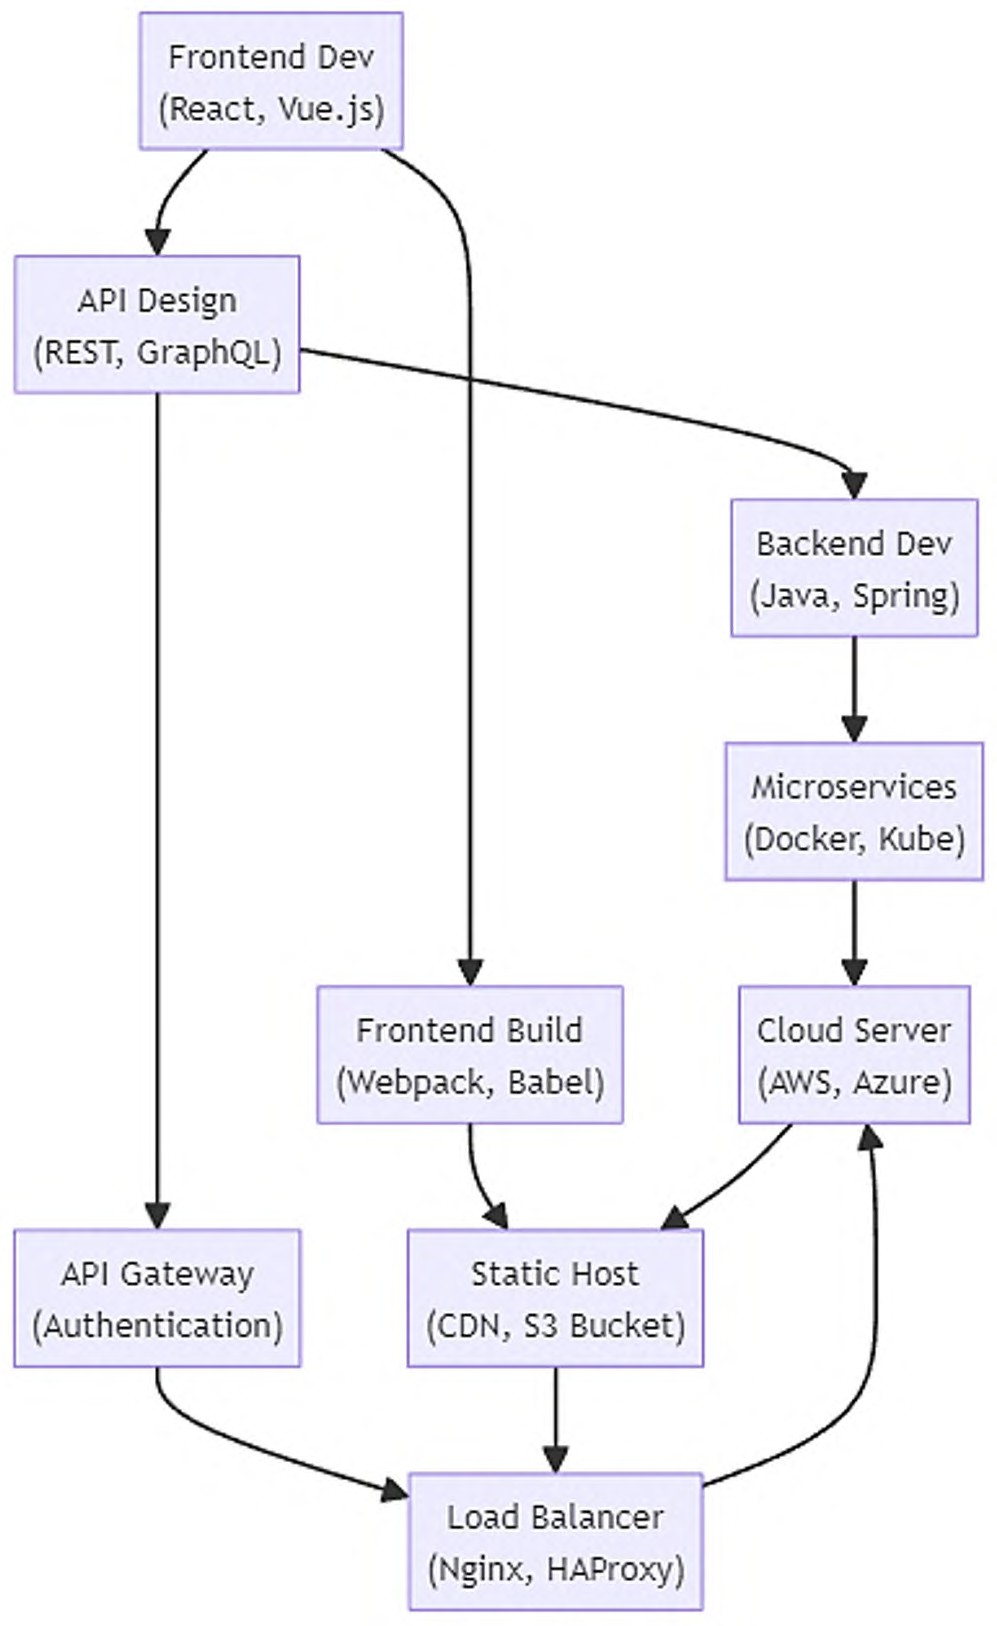 Frontend Dev
(React, Vue.js)
API Design
(REST, GraphQL)
Backend Dev
(Java, Spring)
Microservices
(Docker, Kube)
Frontend Build
(Webpack, Babel)
Cloud Server
(AWS, Azure)
API Gateway
(Authentication)
Static Host
(CDN, S3 Bucket)
Load Balancer
(Nginx, HAProxy)